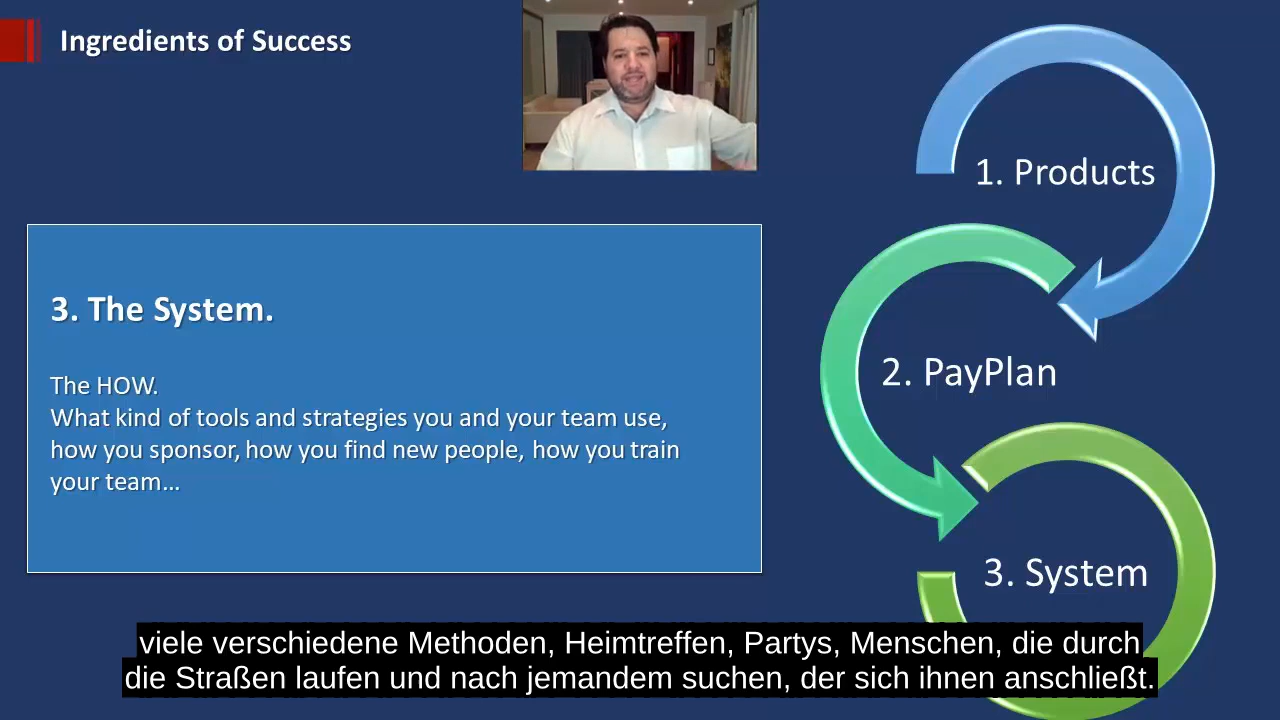 Ingredients of Success
1. Products
3. The System.
2. PayPlan
The HOW.
What kind of tools and strategies you and your team use,
how you sponsor, how you find new people, how you train
your team...
3. System
viele verschiedene Methoden, Heimtreffen, Partys, Menschen, die durch
die Straßen laufen und nach jemandem suchen, der sich ihnen anschließt.